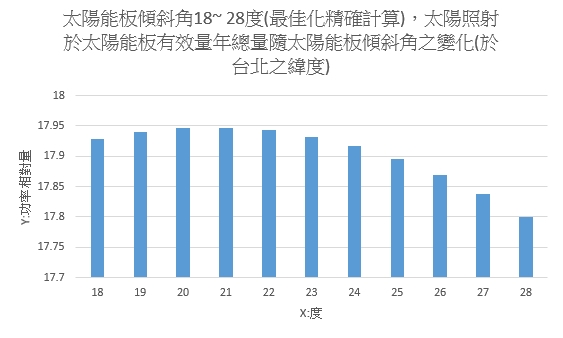 太陽能板傾斜角18~ 28度(最佳化精確計算)，太陽照射
於太陽能板有效量年總量隨太陽能板傾斜角之變化(於
台北之緯度)
18
17.95
17.9
17.85
17.8
17.75
17.7
Y:功率相對量
18 19 20 21 22 23 24 25 26 27 28
X:度